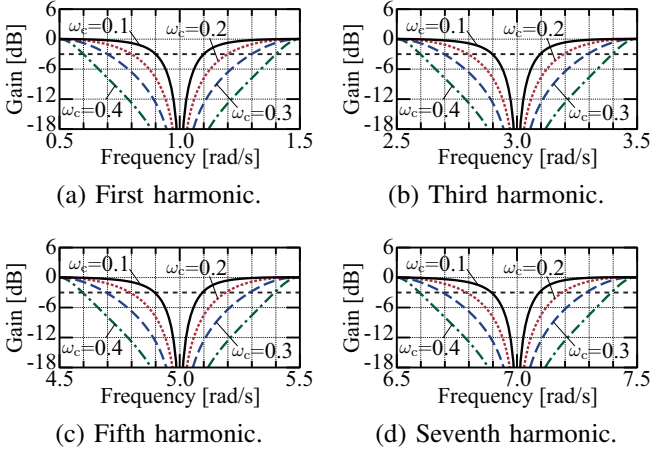 6
0
-6
-12
-18
Gain [dB]
ωc=0.1
ωc=0.2
ωc=0.4
ωc=0.3
0.5 1.0 1.5
Frequency [rad/s]
(a) First harmonic.
6
0
-6
-12
-18
Gain [dB]
ωc=0.1
ωc=0.2
ωc=0.4
ωc=0.3
2.5 3.0 3.5
Frequency [rad/s]
(b) Third harmonic.
6
0
-6
-12
-18
Gain [dB]
ωc=0.1
ωc=0.2
ωc=0.4
ωc=0.3
4.5 5.0 5.5
Frequency [rad/s]
(c) Fifth harmonic.
6
0
-6
-12
-18
Gain [dB]
ωc=0.1
ωc=0.2
ωc=0.4
ωc=0.3
6.5 7.0 7.5
Frequency [rad/s]
(d) Seventh harmonic.